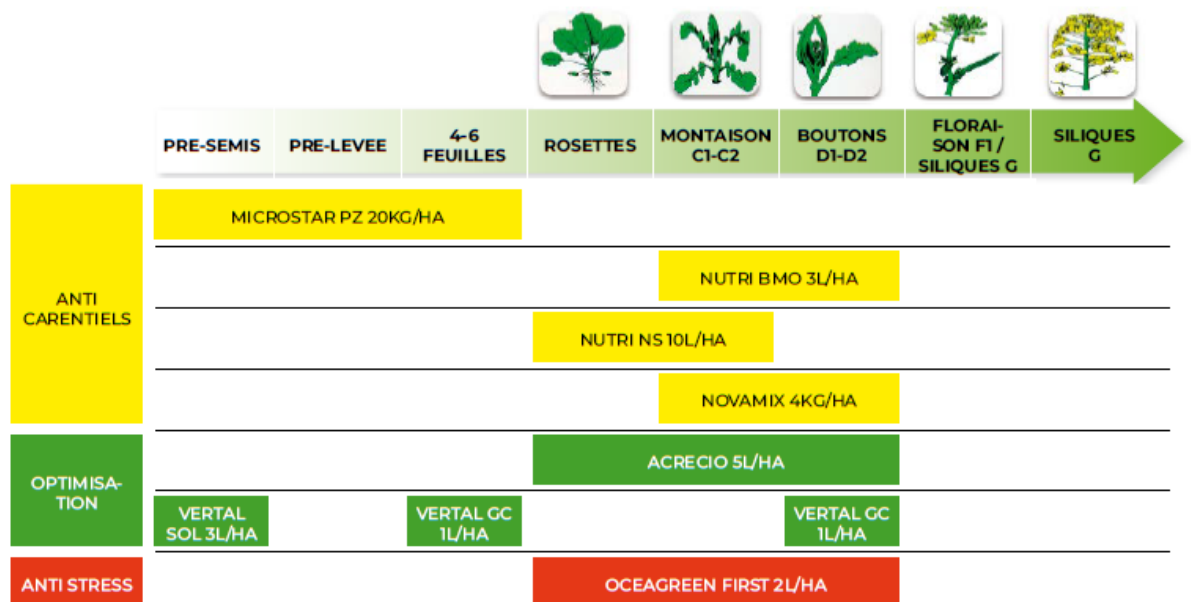 PRE-SEMIS
PRE-LEVEE
4-6
FEUILLES
ROSETTES
MONTAISON
C1-C2
BOUTONS
D1-D2
FLORAI-
SON F1 /
SILIQUES G
SILIQUES
G
ANTI
CARENTIELS
MICROSTAR PZ 20KG/HA
NUTRI BMO 3L/HA
NUTRI NS 10L/HA
NOVAMIX 4KG/HA
OPTIMISA-
TION
ACRECIO 5L/HA
VERTAL
SOL 3L/HA
VERTAL GC
1L/HA
VERTAL GC
1L/HA
ANTI STRESS
OCEAGREEN FIRST 2L/HA